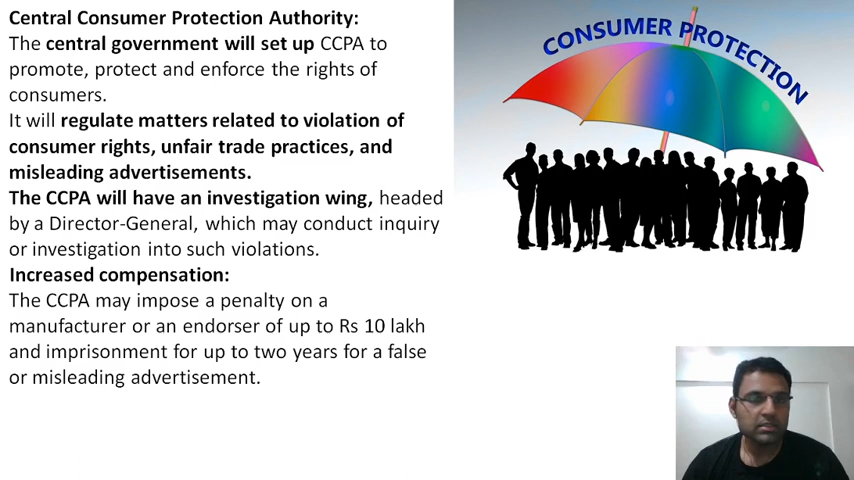 Central Consumer Protection Authority:
The central government will set up CCPA to
promote, protect and enforce the rights of
consumers.
It will regulate matters related to violation of
consumer rights, unfair trade practices, and
misleading advertisements.
The CCPA will have an investigation wing, headed
by a Director-General, which may conduct inquiry
or investigation into such violations.
Increased compensation:
The CCPA may impose a penalty on a
manufacturer or an endorser of up to Rs 10 lakh
and imprisonment for up to two years for a false
or misleading advertisement.
CONSUMER PROTECTION